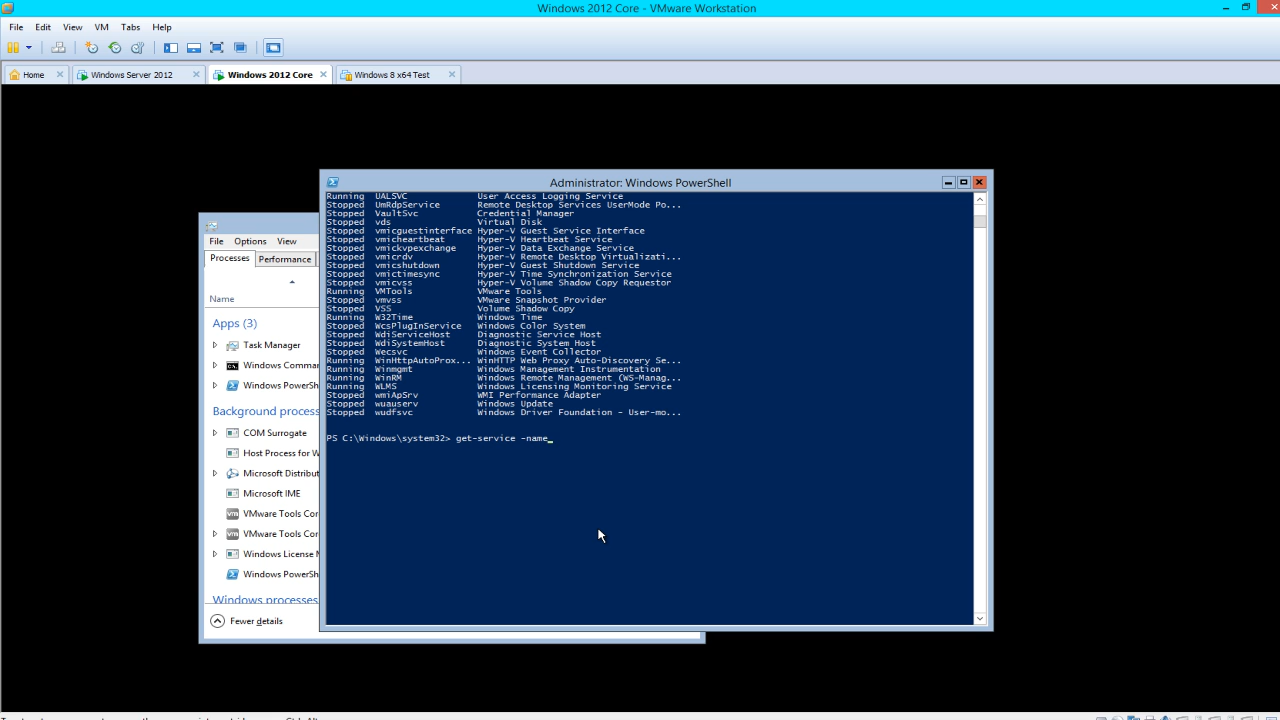 Windows 2012 Core - VMware Workstation
File Edit View VM Tabs Help
Home Windows Server 2012 Windows 2012 Core Windows 8 x64 Test
Administrator: Windows PowerShell
Running UALSVC User Access Logging Service
Stopped UmRdpService Remote Desktop Services UserMode Po...
Stopped VaultSvc Credential Manager
Stopped vds Virtual Disk
Stopped vmicguestinterface Hyper-V Guest Service Interface
Stopped vmicheartbeat Hyper-V Heartbeat Service
Stopped vmickvpexchange Hyper-V Data Exchange Service
Stopped vmicrdv Hyper-V Remote Desktop Virtualizati...
Stopped vmicshutdown Hyper-V Guest Shutdown Service
Stopped vmictimesync Hyper-V Time Synchronization Service
Stopped vmicvss Hyper-V Volume Shadow Copy Requestor
Running VMTools VMware Tools
Stopped vmvss VMware Snapshot Provider
Stopped VSS Volume Shadow Copy
Running W32Time Windows Time
Stopped WcsPlugInService Windows Color System
Stopped WdiServiceHost Diagnostic Service Host
Stopped WdiSystemHost Diagnostic System Host
Stopped Wecsvc Windows Event Collector
Running WinHttpAutoProx... WinHTTP Web Proxy Auto-Discovery Se...
Running Winmgmt Windows Management Instrumentation
Running WinRM Windows Remote Management (WS-Manag...
Running WLMS Windows Licensing Monitoring Service
Stopped wmiApSrv WMI Performance Adapter
Stopped wuauserv Windows Update
Stopped wudfsvc Windows Driver Foundation - User-mo...
PS C:\Windows\system32> get-service -name_
File Options View
Processes Performance
Name
Apps (3)
Task Manager
Windows Comma
Windows PowerSh
Background process
COM Surrogate
Host Process for W
Microsoft Distribut
Microsoft IME
VMware Tools Cor
VMware Tools Cor
Windows License M
Windows PowerSh
Windows processes
Fewer details